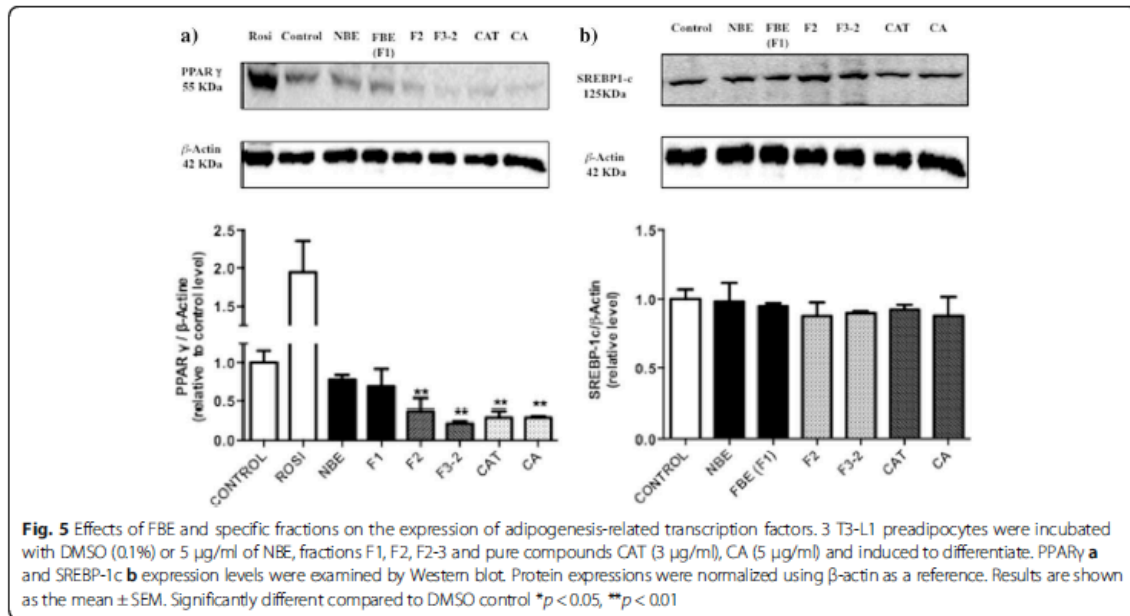 a)
Rosi Control NBE FBE F2 F3-2 CAT CA
(F1)
PPAR γ
55 KDa
β-Actin
42 KDa
b)
Control NBE FBE F2 F3-2 CAT CA
(F1)
SREBP1-c
125KDa
β-Actin
42 KDa
PPAR γ / β-Actine
(relative to control level)
2.5
2.0
1.5
1.0
0.5
0.0
** ** ** **
CONTROL ROSI NBE F1 F2 F3-2 CAT CA
SREBP-1c/β-Actin
(relative level)
1.5
1.0
0.5
0.0
CONTROL NBE FBE (F1) F2 F3-2 CAT CA
Fig. 5 Effects of FBE and specific fractions on the expression of adipogenesis-related transcription factors. 3 T3-L1 preadipocytes were incubated
with DMSO (0.1%) or 5 μg/ml of NBE, fractions F1, F2, F2-3 and pure compounds CAT (3 μg/ml), CA (5 μg/ml) and induced to differentiate. PPARγ a
and SREBP-1c b expression levels were examined by Western blot. Protein expressions were normalized using β-actin as a reference. Results are shown
as the mean ± SEM. Significantly different compared to DMSO control *p < 0.05, **p < 0.01